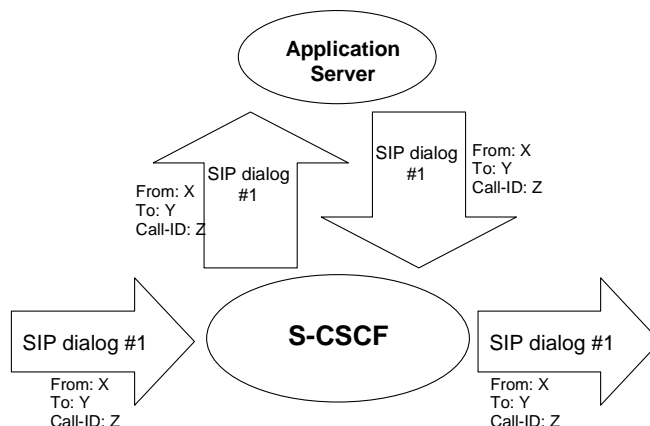 Application
Server
SIP dialog
#1
From: X
To: Y
Call-ID: Z
SIP dialog
#1
From: X
To: Y
Call-ID: Z
SIP dialog #1
From: X
To: Y
Call-ID: Z
S-CSCF
SIP dialog #1
From: X
To: Y
Call-ID: Z